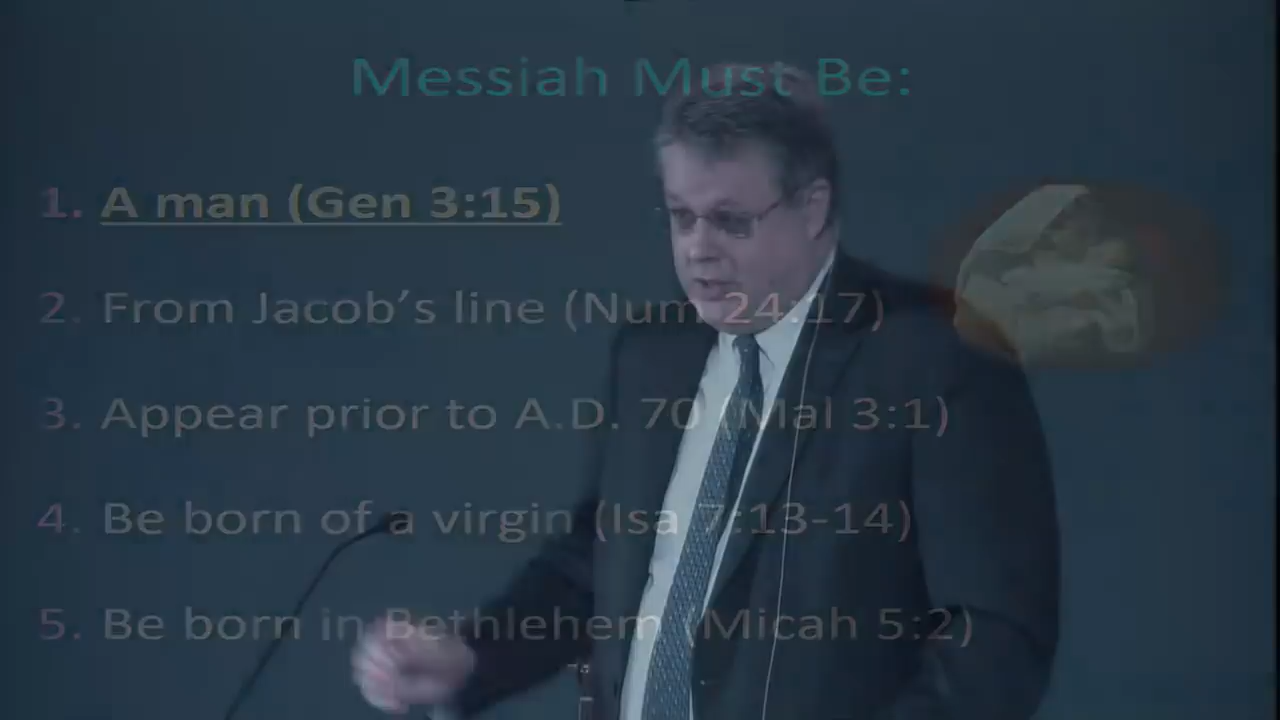 Messiah Must Be:
1. A man (Gen 3:15)
2. From Jacob's line (Num 24:17)
3. Appear prior to A.D. 70 (Mal 3:1)
4. Be born of a virgin (Isa 7:13-14)
5. Be born in Bethlehem (Micah 5:2)